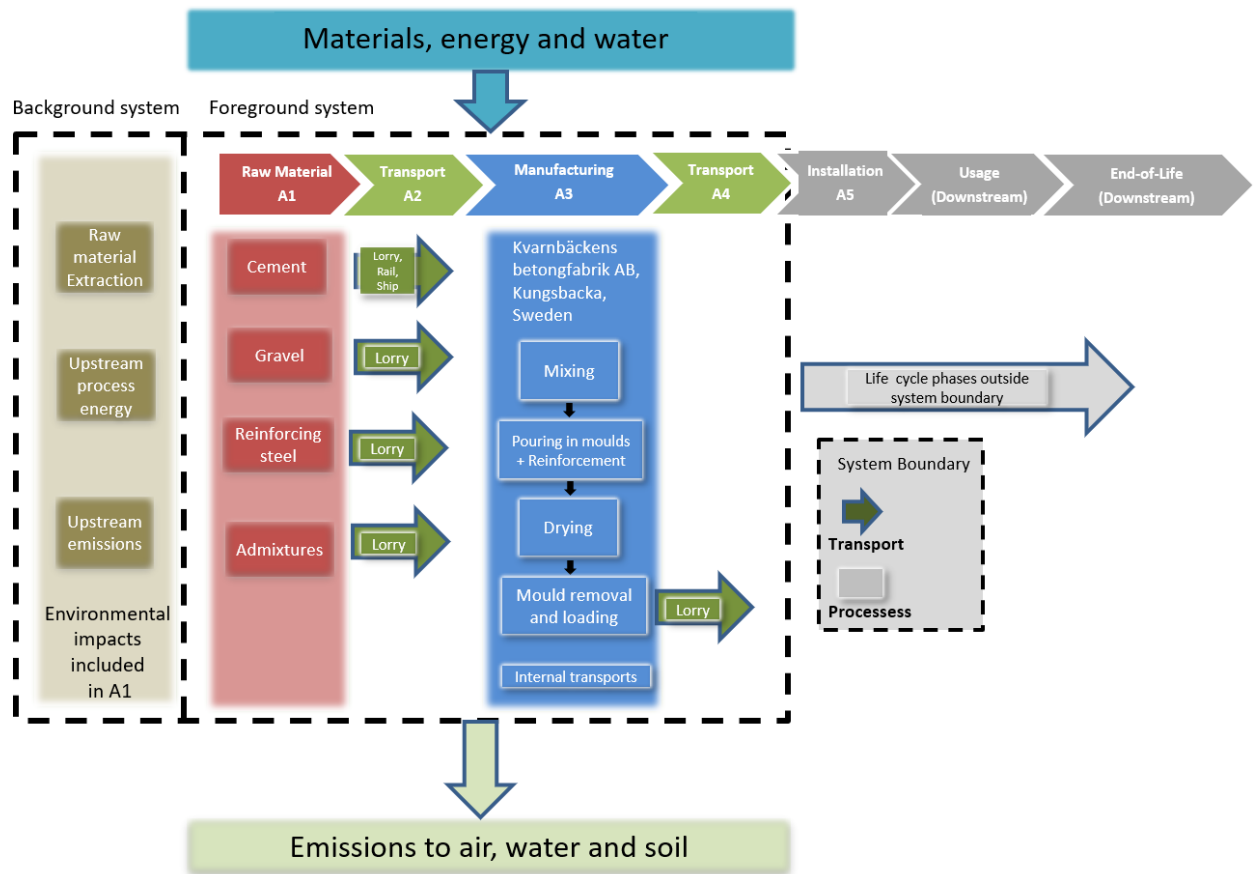 Materials, energy and water
Background system
Foreground system
Raw Material
A1
Transport
A2
Manufacturing
A3
Transport
A4
Installation
A5
Usage
(Downstream)
End-of-Life
(Downstream)
Raw
material
Extraction
Upstream
process
energy
Upstream
emissions
Environmental
impacts
included
in A1
Cement
Gravel
Reinforcing
steel
Admixtures
Lorry,
Rail,
Ship
Lorry
Lorry
Lorry
Kvarnbäckens
betongfabrik AB,
Kungsbacka,
Sweden
Mixing
Pouring in moulds
+ Reinforcement
Drying
Mould removal
and loading
Internal transports
Lorry
Life cycle phases outside
system boundary
System Boundary
Transport
Processess
Emissions to air, water and soil